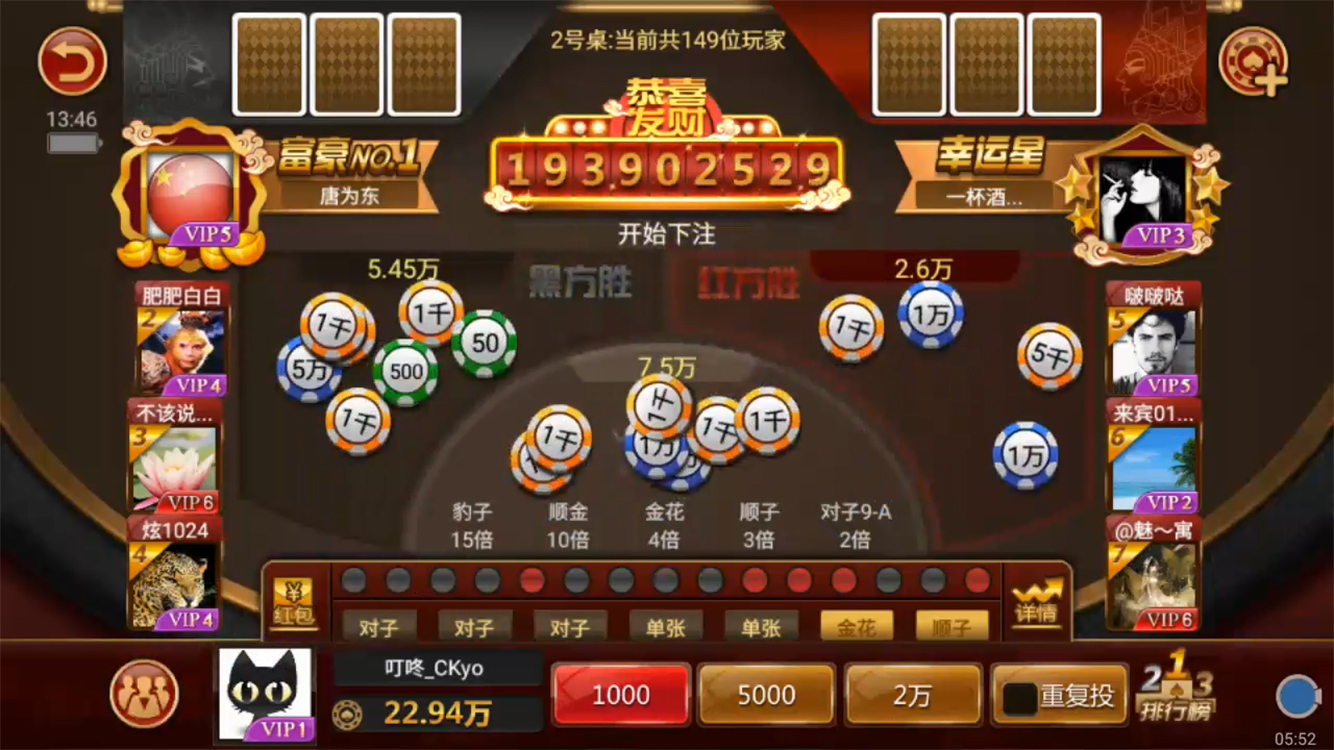 2号桌:当前共149位玩家
13:46
恭喜
发财
193902529
富豪NO.1
唐为东
VIP5
幸运星
一杯酒...
VIP3
开始下注
5.45万
黑方胜
红方胜
2.6万
7.5万
肥肥白白
2
VIP4
不该说...
3
VIP6
炫1024
4
VIP4
啵啵哒
5
VIP5
来宾01...
6
VIP2
@魅～寓
7
VIP6
1千
1千
50
5万
500
1千
1千
1千
1万
1千
1千
1千
1万
5千
1万
豹子 顺金 金花 顺子 对子9-A
15倍 10倍 4倍 3倍 2倍
¥
红包
对子 对子 对子 单张 单张 金花 顺子
详情
叮咚_CKyo
VIP1
22.94万
1000
5000
2万
重复投
2 1 3
排行榜
05:52